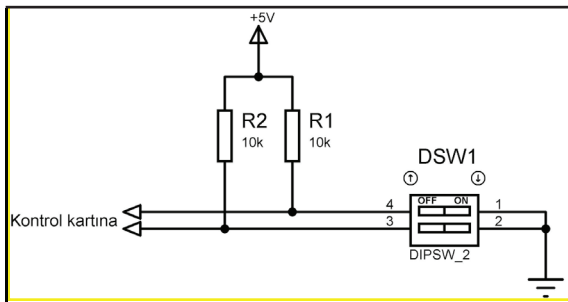 +5V
R2
10k
R1
10k
DSW1
OFF ON
4
3
1
2
Kontrol kartına
DIPSW_2